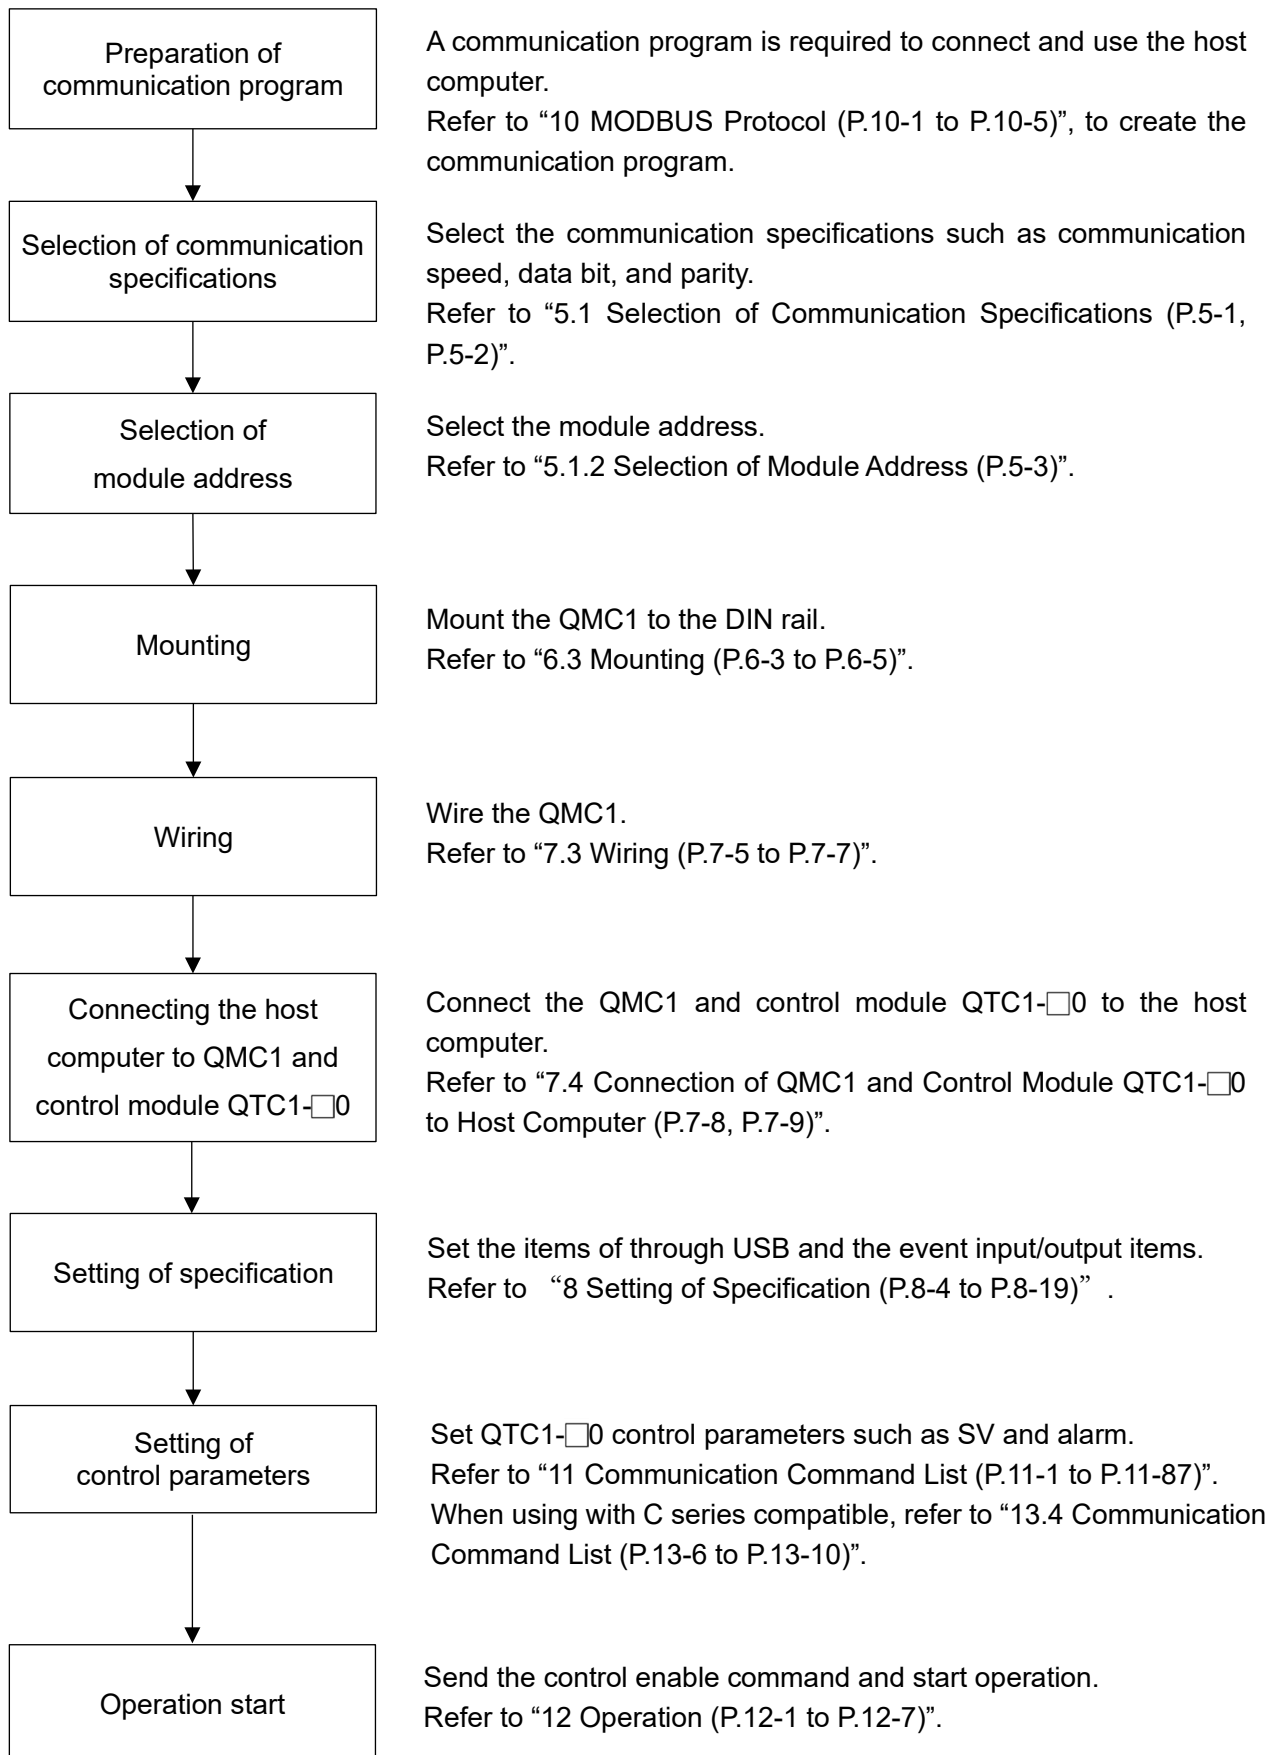 Preparation of
communication program
A communication program is required to connect and use the host
computer.
Refer to “10 MODBUS Protocol (P.10-1 to P.10-5)”, to create the
communication program.
Selection of communication
specifications
Select the communication specifications such as communication
speed, data bit, and parity.
Refer to “5.1 Selection of Communication Specifications (P.5-1,
P.5-2)”.
Selection of
module address
Select the module address.
Refer to “5.1.2 Selection of Module Address (P.5-3)”.
Mounting
Mount the QMC1 to the DIN rail.
Refer to “6.3 Mounting (P.6-3 to P.6-5)”.
Wiring
Wire the QMC1.
Refer to “7.3 Wiring (P.7-5 to P.7-7)”.
Connecting the host
computer to QMC1 and
control module QTC1-□0
Connect the QMC1 and control module QTC1-□0 to the host
computer.
Refer to “7.4 Connection of QMC1 and Control Module QTC1-□0
to Host Computer (P.7-8, P.7-9)”.
Setting of specification
Set the items of through USB and the event input/output items.
Refer to “8 Setting of Specification (P.8-4 to P.8-19)” .
Setting of
control parameters
Set QTC1-□0 control parameters such as SV and alarm.
Refer to “11 Communication Command List (P.11-1 to P.11-87)”.
When using with C series compatible, refer to “13.4 Communication
Command List (P.13-6 to P.13-10)”.
Operation start
Send the control enable command and start operation.
Refer to “12 Operation (P.12-1 to P.12-7)”.